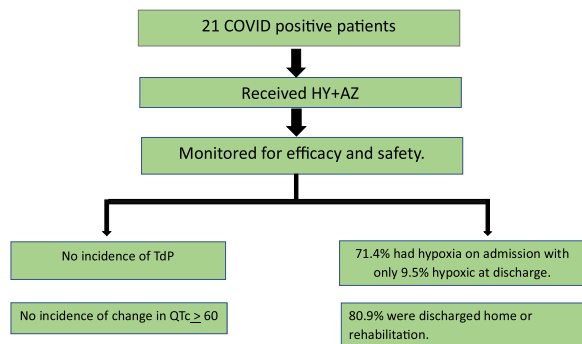 21 COVID positive patients
Received HY+AZ
Monitored for efficacy and safety.
No incidence of TdP
71.4% had hypoxia on admission with
only 9.5% hypoxic at discharge.
No incidence of change in QTc > 60
80.9% were discharged home or
rehabilitation.